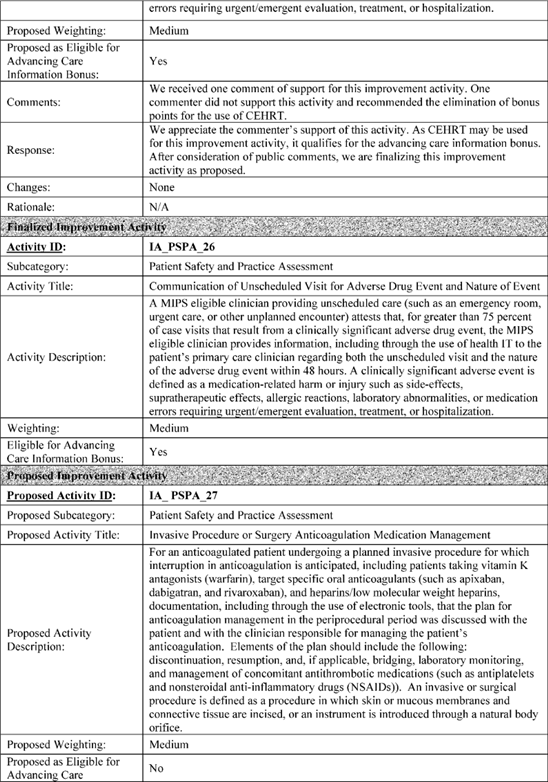 errors requiring urgent/emergent evaluation, treatment, or hospitalization.
Proposed Weighting: Medium
Proposed as Eligible for
Advancing Care
Information Bonus:
Yes
Comments:
We received one comment of support for this improvement activity. One
commenter did not support this activity and recommended the elimination of bonus
points for the use of CEHRT.
Response:
We appreciate the commenter's support of this activity. As CEHRT may be used
for this improvement activity, it qualifies for the advancing care information bonus.
After consideration of public comments, we are finalizing this improvement
activity as proposed.
Changes: None
Rationale: N/A
Finalized Improvement Activity
Activity ID: IA_PSPA_26
Subcategory: Patient Safety and Practice Assessment
Activity Title: Communication of Unscheduled Visit for Adverse Drug Event and Nature of Event
Activity Description:
A MIPS eligible clinician providing unscheduled care (such as an emergency room,
urgent care, or other unplanned encounter) attests that, for greater than 75 percent
of case visits that result from a clinically significant adverse drug event, the MIPS
eligible clinician provides information, including through the use of health IT to the
patient's primary care clinician regarding both the unscheduled visit and the nature
of the adverse drug event within 48 hours. A clinically significant adverse event is
defined as a medication-related harm or injury such as side-effects,
supratherapeutic effects, allergic reactions, laboratory abnormalities, or medication
errors requiring urgent/emergent evaluation, treatment, or hospitalization.
Weighting: Medium
Eligible for Advancing
Care Information Bonus:
Yes
Proposed Improvement Activity
Proposed Activity ID: IA_ PSPA_27
Proposed Subcategory: Patient Safety and Practice Assessment
Proposed Activity Title: Invasive Procedure or Surgery Anticoagulation Medication Management
Proposed Activity
Description:
For an anticoagulated patient undergoing a planned invasive procedure for which
interruption in anticoagulation is anticipated, including patients taking vitamin K
antagonists (warfarin), target specific oral anticoagulants (such as apixaban,
dabigatran, and rivaroxaban), and heparins/low molecular weight heparins,
documentation, including through the use of electronic tools, that the plan for
anticoagulation management in the periprocedural period was discussed with the
patient and with the clinician responsible for managing the patient's
anticoagulation. Elements of the plan should include the following:
discontinuation, resumption, and, if applicable, bridging, laboratory monitoring,
and management of concomitant antithrombotic medications (such as antiplatelets
and nonsteroidal anti-inflammatory drugs (NSAIDs)). An invasive or surgical
procedure is defined as a procedure in which skin or mucous membranes and
connective tissue are incised, or an instrument is introduced through a natural body
orifice.
Proposed Weighting: Medium
Proposed as Eligible for
Advancing Care
No